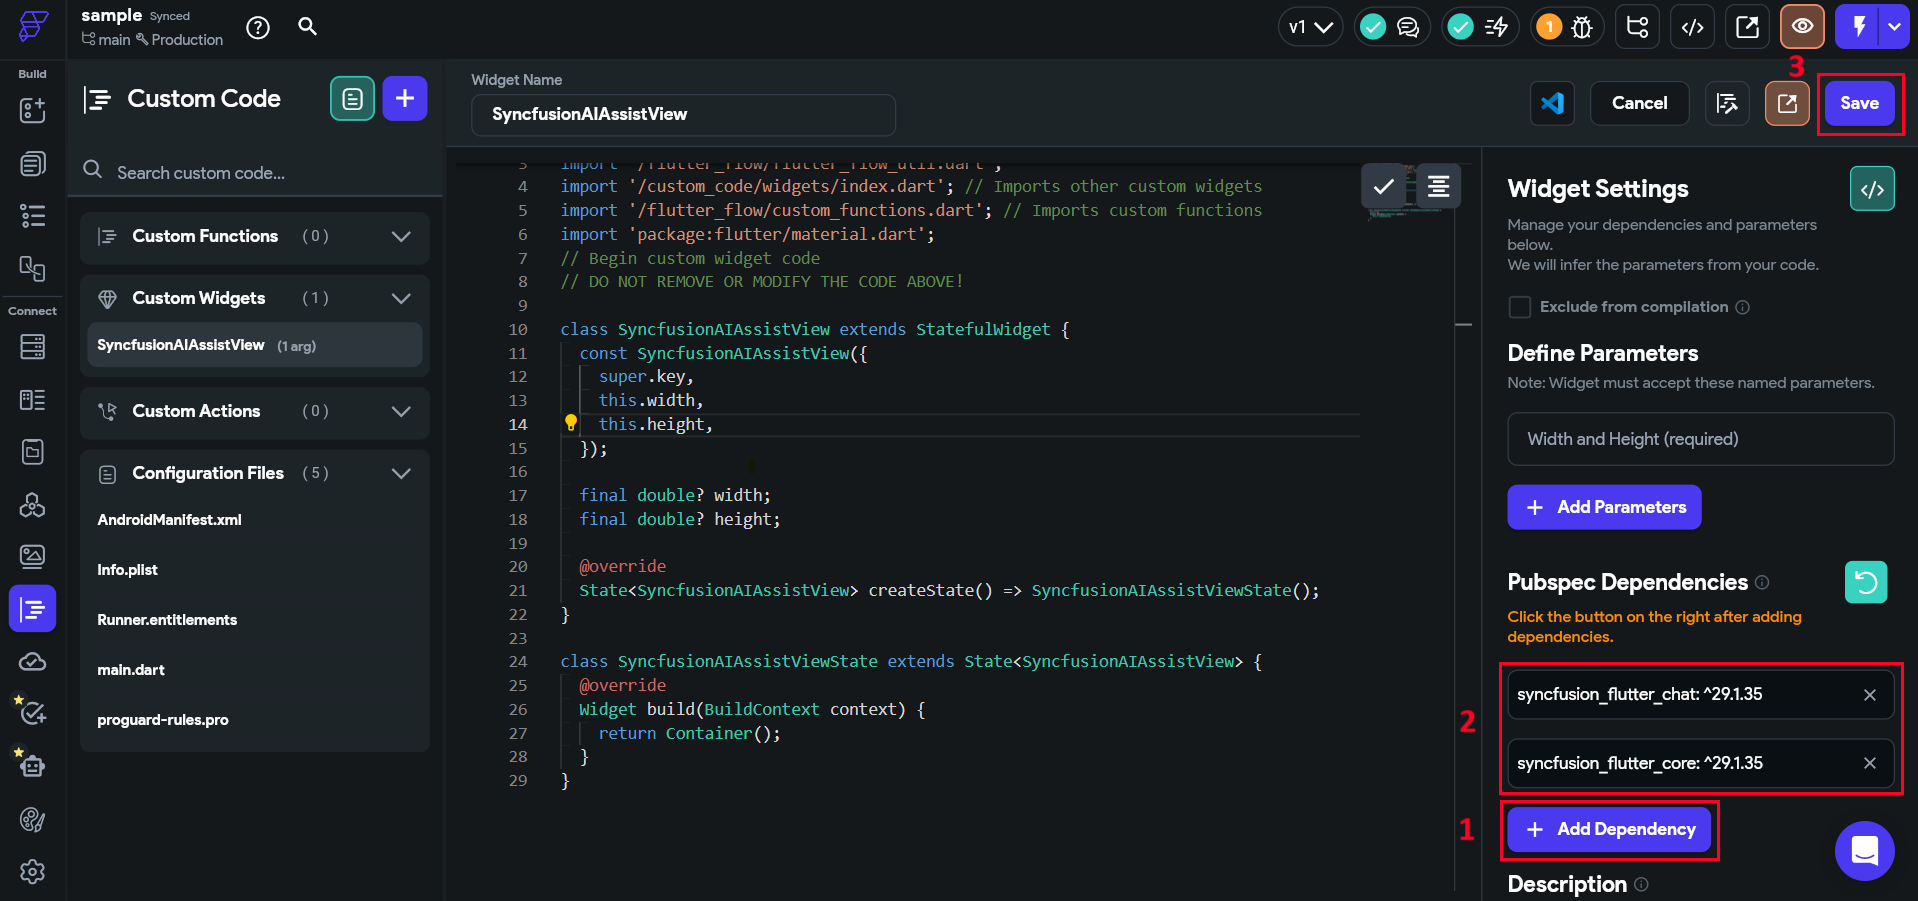 sample Synced
main Production
v1
1
Build
Connect
Custom Code
Search custom code...
Custom Functions (0)
Custom Widgets (1)
SyncfusionAIAssistView (1 arg)
Custom Actions (0)
Configuration Files (5)
AndroidManifest.xml
Info.plist
Runner.entitlements
main.dart
proguard-rules.pro
Widget Name
SyncfusionAIAssistView
Cancel
3
Save
3 import '/flutter_flow/flutter_flow_util.dart';
4 import '/custom_code/widgets/index.dart'; // Imports other custom widgets
5 import '/flutter_flow/custom_functions.dart'; // Imports custom functions
6 import 'package:flutter/material.dart';
7 // Begin custom widget code
8 // DO NOT REMOVE OR MODIFY THE CODE ABOVE!
9
10 class SyncfusionAIAssistView extends StatefulWidget {
11 const SyncfusionAIAssistView({
12 super.key,
13 this.width,
14 this.height,
15 });
16
17 final double? width;
18 final double? height;
19
20 @override
21 State<SyncfusionAIAssistView> createState() => SyncfusionAIAssistViewState();
22 }
23
24 class SyncfusionAIAssistViewState extends State<SyncfusionAIAssistView> {
25 @override
26 Widget build(BuildContext context) {
27 return Container();
28 }
29 }
Widget Settings
Manage your dependencies and parameters
below.
We will infer the parameters from your code.
Exclude from compilation
Define Parameters
Note: Widget must accept these named parameters.
Width and Height (required)
+ Add Parameters
Pubspec Dependencies
Click the button on the right after adding
dependencies.
2
syncfusion_flutter_chat: ^29.1.35
syncfusion_flutter_core: ^29.1.35
1
+ Add Dependency
Description